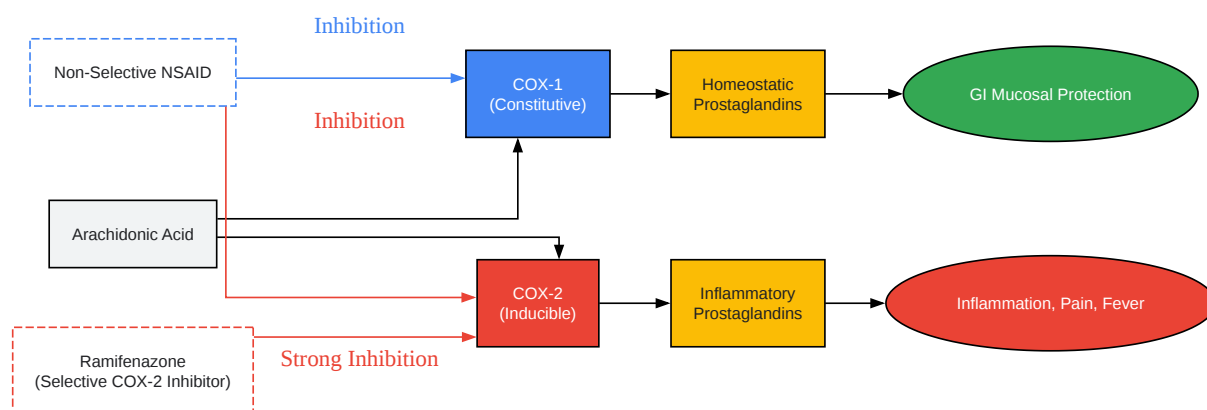 Inhibition
Non-Selective NSAID
COX-1
(Constitutive)
Homeostatic
Prostaglandins
GI Mucosal Protection
Inhibition
Arachidonic Acid
COX-2
(Inducible)
Inflammatory
Prostaglandins
Inflammation, Pain, Fever
Ramifenazone
(Selective COX-2 Inhibitor)
Strong Inhibition